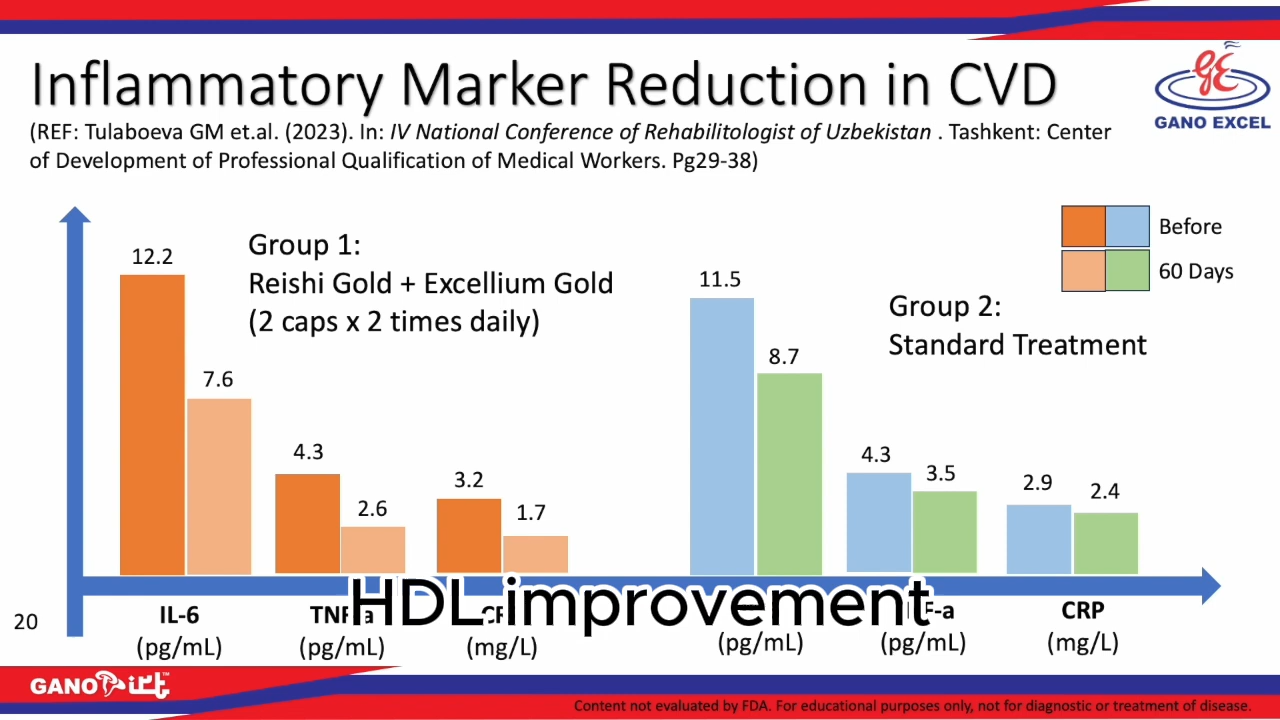 Inflammatory Marker Reduction in CVD
(REF: Tulaboeva GM et.al. (2023). In: IV National Conference of Rehabilitologist of Uzbekistan . Tashkent: Center
of Development of Professional Qualification of Medical Workers. Pg29-38)
GANO EXCEL
Before
60 Days
Group 1:
Reishi Gold + Excellium Gold
(2 caps x 2 times daily)
Group 2:
Standard Treatment
12.2
7.6
4.3
2.6
3.2
1.7
11.5
8.7
4.3
3.5
2.9
2.4
HDL improvement
IL-6
CRP
(pg/mL)
(pg/mL)
(mg/L)
(pg/mL)
(pg/mL)
(mg/L)
20
GANO
Content not evaluated by FDA. For educational purposes only, not for diagnostic or treatment of disease.